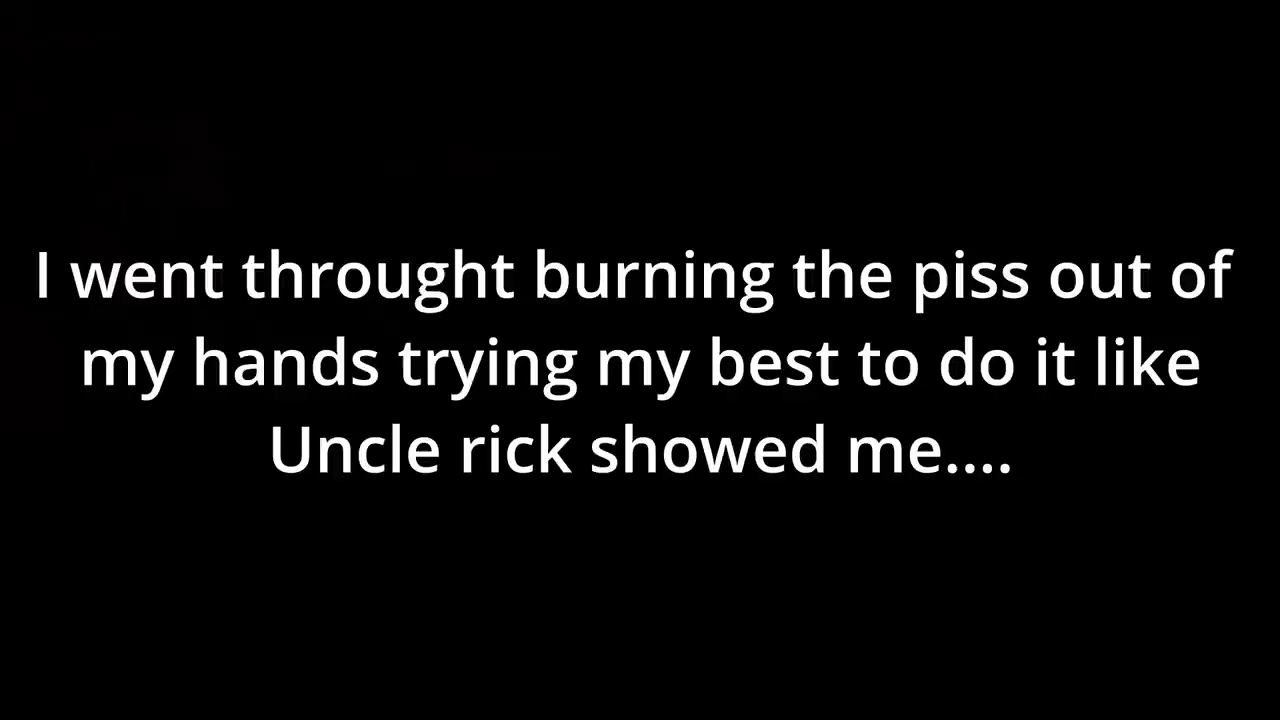 I went throught burning the piss out of
my hands trying my best to do it like
Uncle rick showed me....